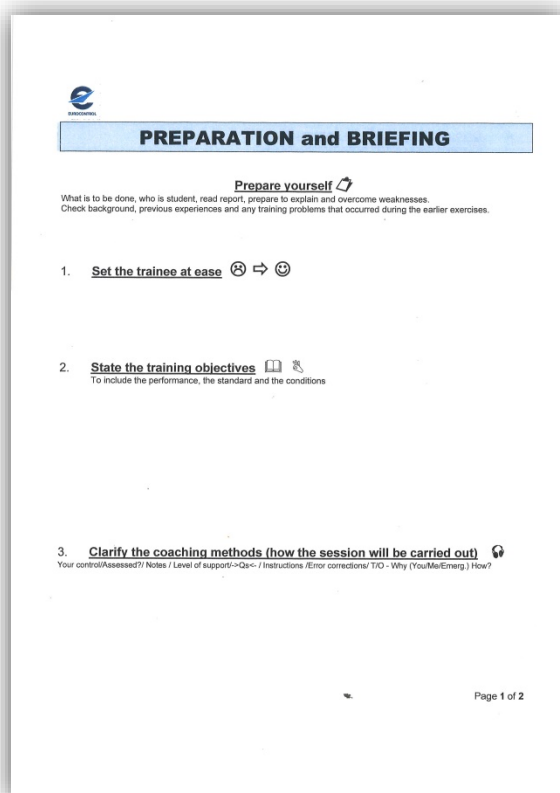 EUROCONTROL
PREPARATION and BRIEFING
Prepare yourself
What is to be done, who is student, read report, prepare to explain and overcome weaknesses.
Check background, previous experiences and any training problems that occurred during the earlier exercises.
1. Set the trainee at ease
2. State the training objectives
To include the performance, the standard and the conditions
3. Clarify the coaching methods (how the session will be carried out)
Your control/Assessed?/ Notes / Level of support/->Qs<- / Instructions /Error corrections/ T/O - Why (You/Me/Emerg.) How?
Page 1 of 2